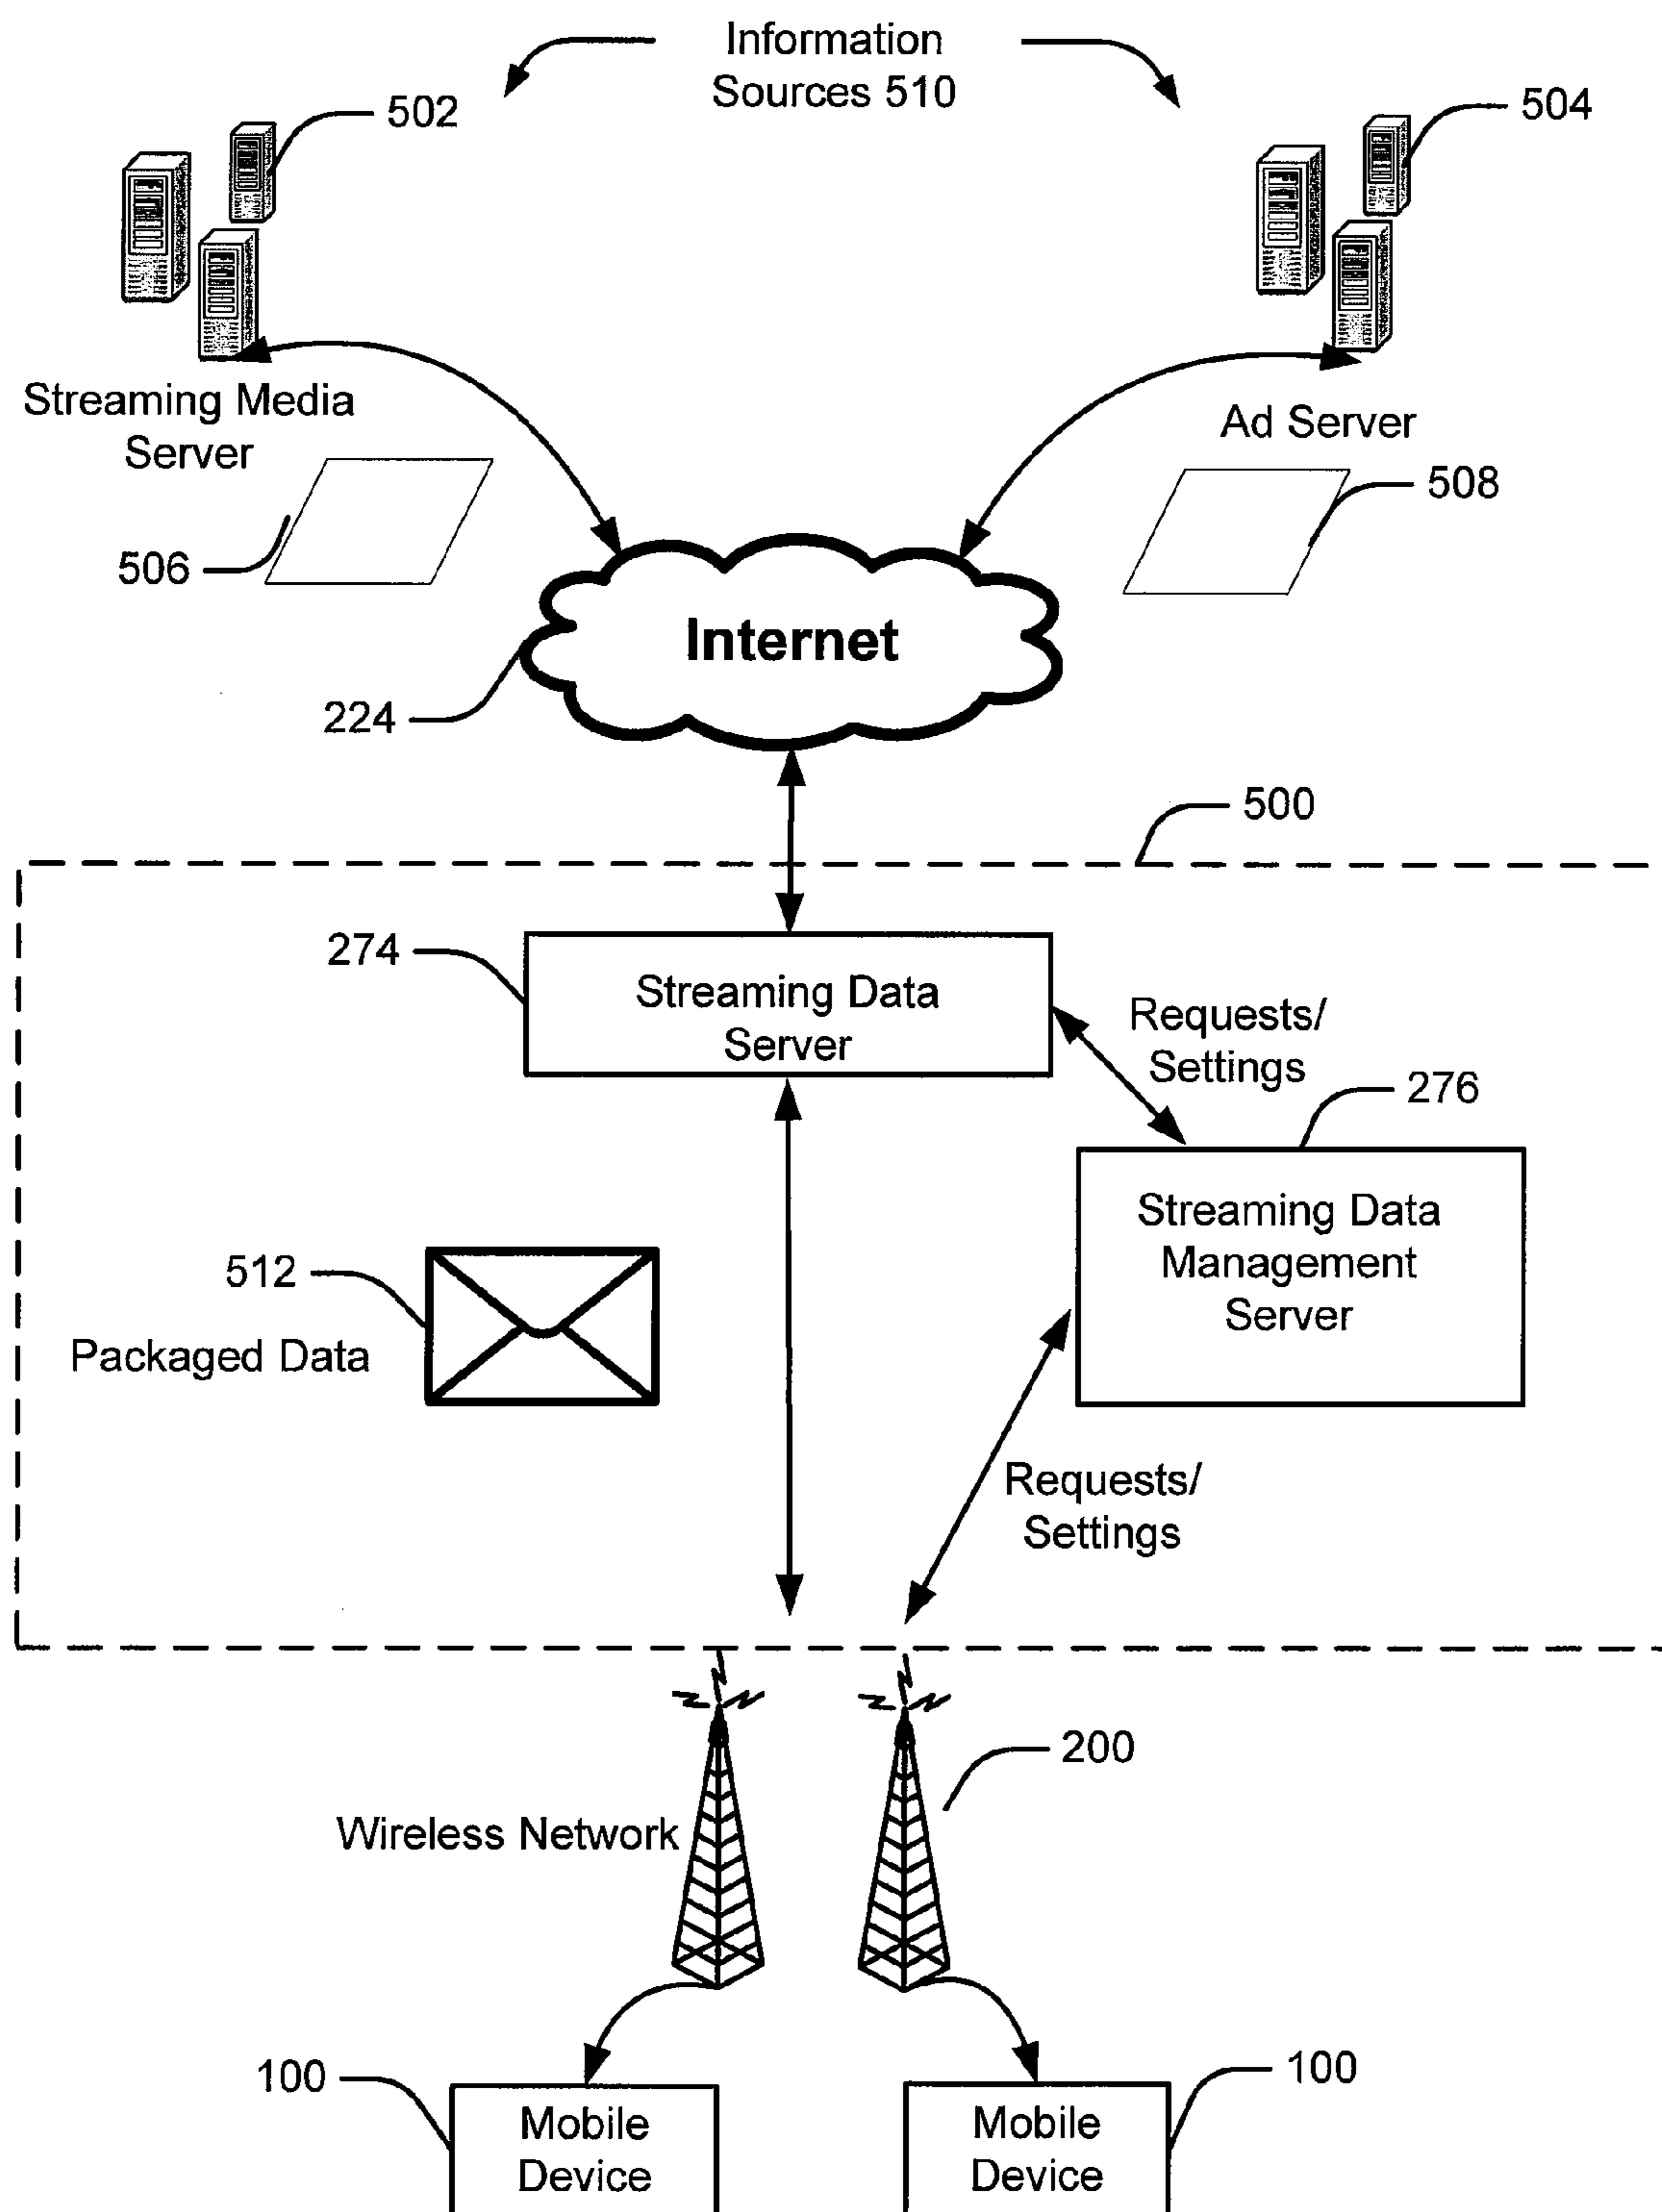 Information
Sources 510
502
504
Streaming Media
Server
Ad Server
508
506
Internet
224
500
274
Streaming Data
Server
Requests/
Settings
276
Streaming Data
Management
Server
512
Packaged Data
Requests/
Settings
200
Wireless Network
100
100
Mobile
Device
Mobile
Device